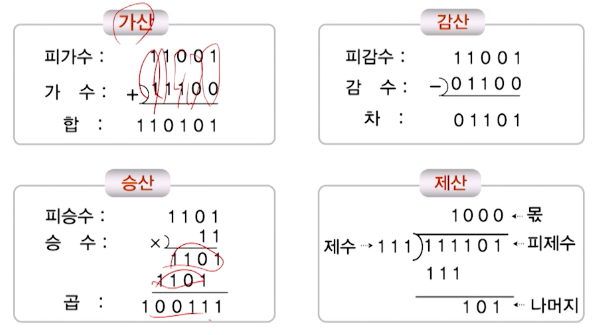 가산
피가수 : 11001
가 수 : +) 11100
합 : 110101
감산
피감수 : 11001
감 수 : −) 01100
차 : 01101
승산
피승수 : 1101
승 수 : ×) 11
1101
1101
곱 : 100111
제산
1000 ← 몫
제수 → 111) 111101 ← 피제수
111
101 ← 나머지